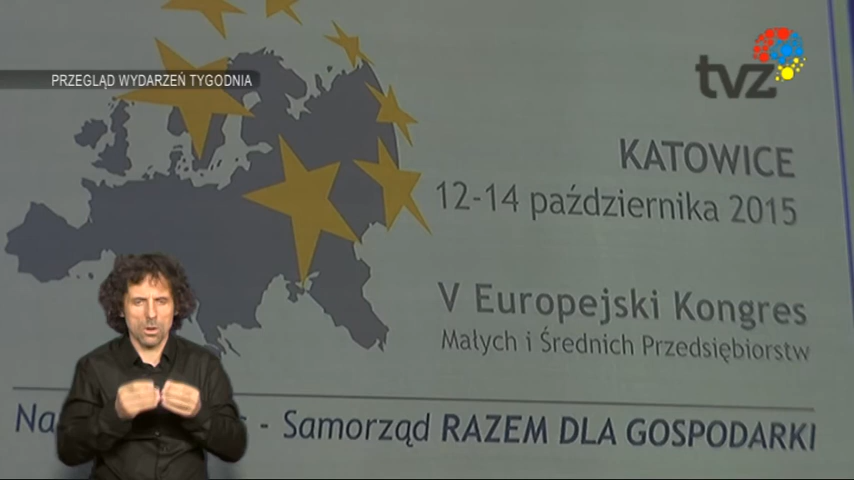 PRZEGLĄD WYDARZEŃ TYGODNIA
tvz
KATOWICE
12-14 października 2015
V Europejski Kongres
Małych i Średnich Przedsiębiorstw
- Samorząd RAZEM DLA GOSPODARKI